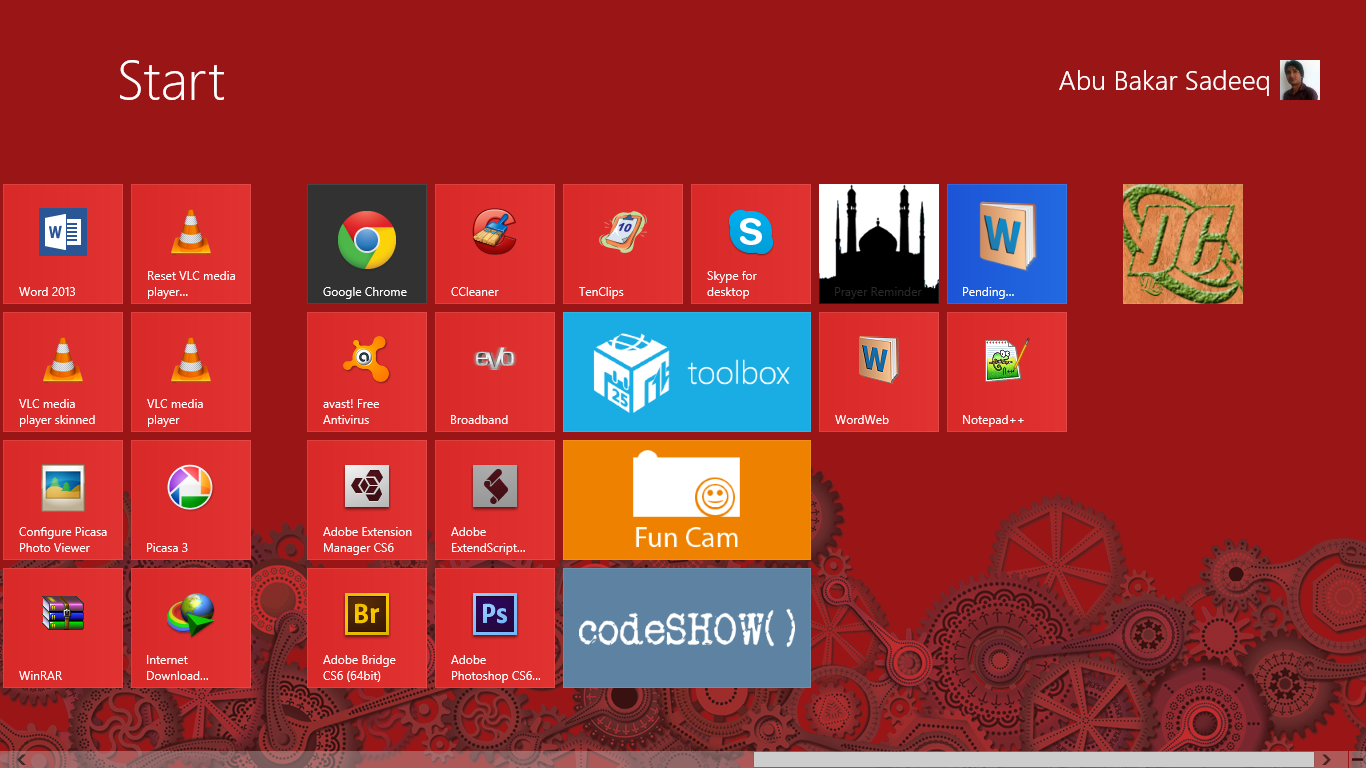 Start
Abu Bakar Sadeeq
W
Word 2013
Reset VLC media
player...
Google Chrome
CCleaner
10
TenClips
S
Skype for
desktop
Prayer Reminder
W
Pending...
VLC media
player skinned
VLC media
player
a
avast! Free
Antivirus
evo
Broadband
25
toolbox
W
WordWeb
Notepad++
Configure Picasa
Photo Viewer
Picasa 3
Adobe Extension
Manager CS6
Adobe
ExtendScript...
Fun Cam
WinRAR
Internet
Download...
Br
Adobe Bridge
CS6 (64bit)
Ps
Adobe
Photoshop CS6...
codeSHOW()